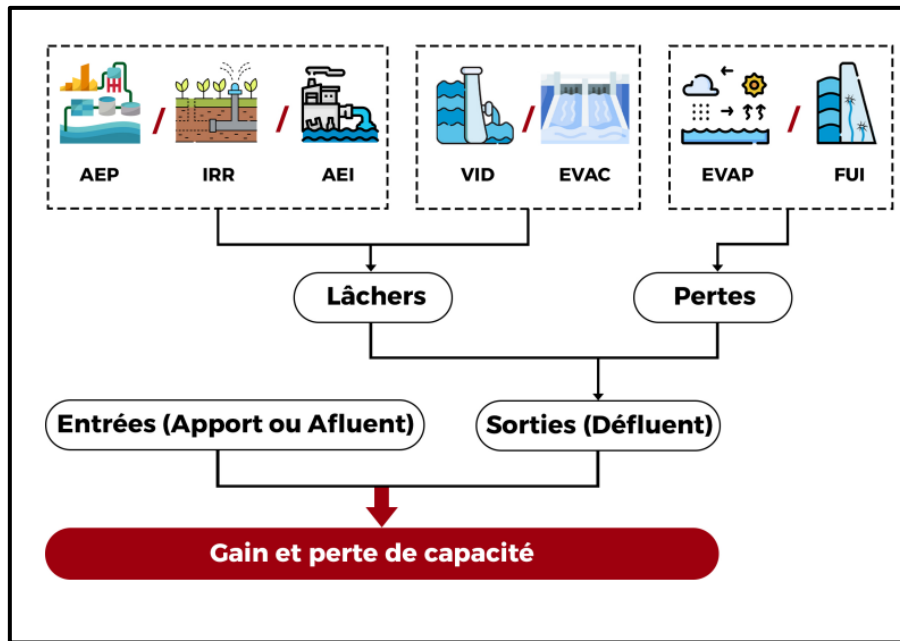 AEP / IRR / AEI
VID / EVAC
EVAP / FUI
Lâchers
Pertes
Entrées (Apport ou Afluent)
Sorties (Défluent)
Gain et perte de capacité